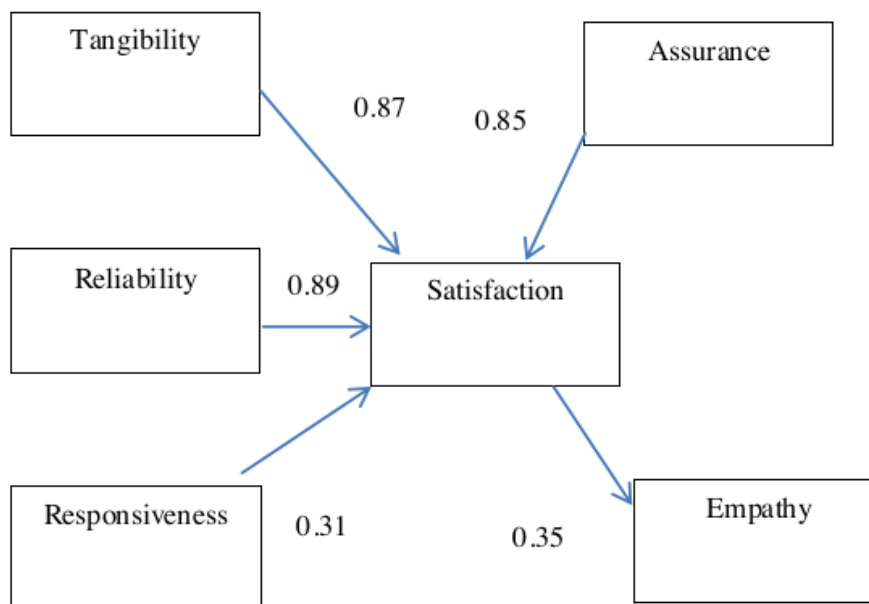 Tangibility
Assurance
0.87
0.85
Reliability
0.89
Satisfaction
Responsiveness
0.31
0.35
Empathy